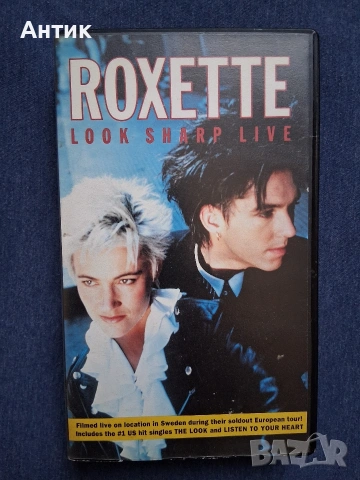 Антик
ROXETTE
LOOK SHARP LIVE
Filmed live on location in Sweden during their soldout European tour!
Includes the #1 US hit singles THE LOOK and LISTEN TO YOUR HEART
BAZAR